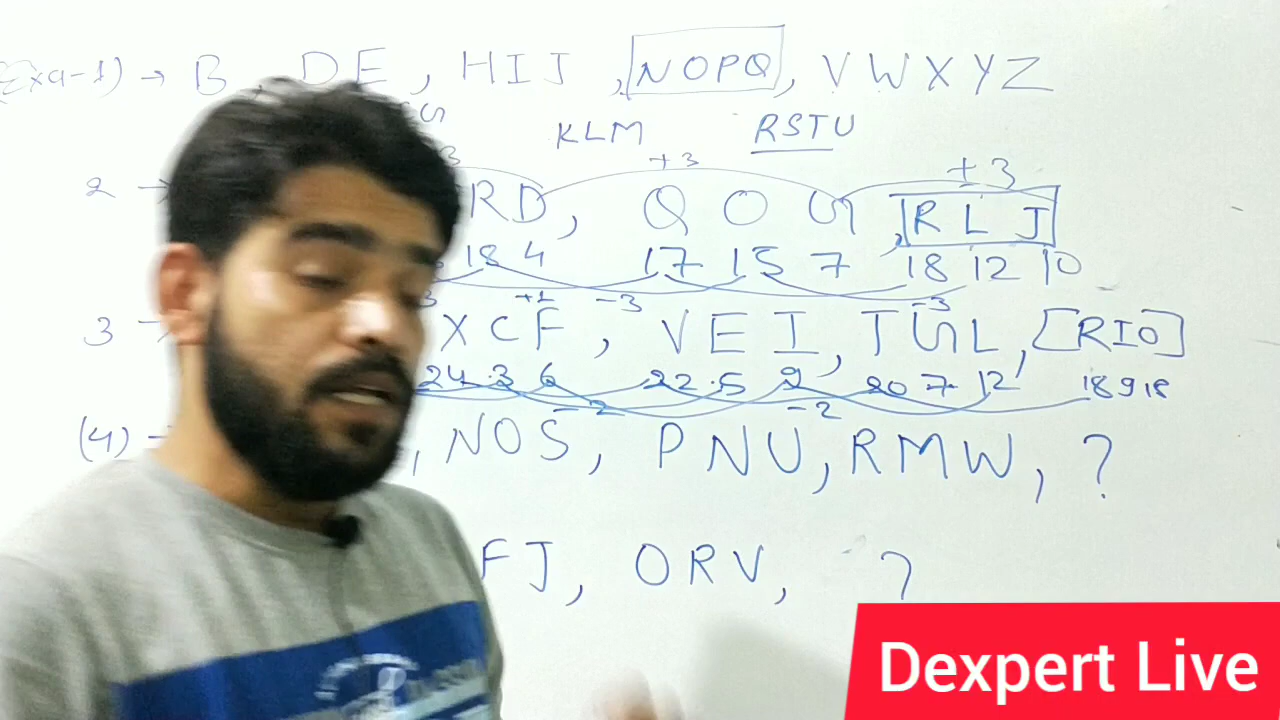 Exa-1) → B, DE, HIJ, NOPQ, VWXYZ
KLM RSTU
+3 +3
2 → RD, QOG, RLJ
18 4 17 15 7 18 12 10
+1 -3 -3
3 → XCF, VEI, TGL, [RIO]
24 3 6 22 5 9 20 7 12 18 9 18
-2 -2
(4) - , NOS, PNU, RMW, ?
FJ, ORV, ?
Dexpert Live